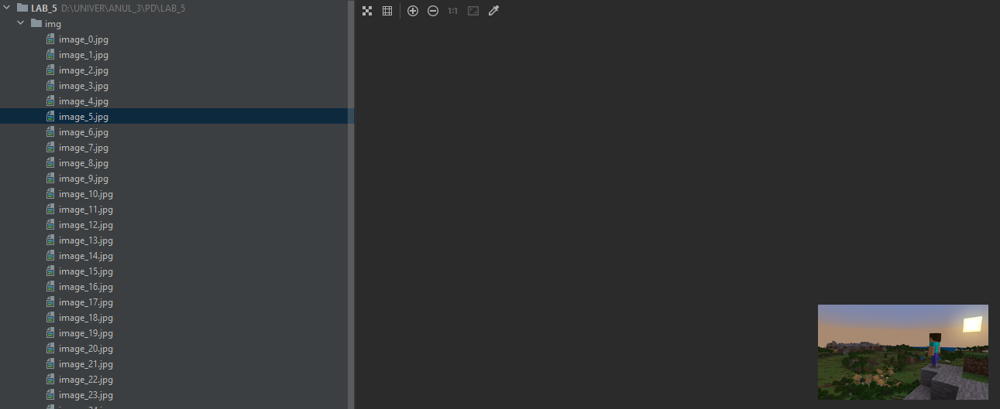 LAB_5 D:\UNIVER\ANUL_3\PD\LAB_5
img
image_0.jpg
image_1.jpg
image_2.jpg
image_3.jpg
image_4.jpg
image_5.jpg
image_6.jpg
image_7.jpg
image_8.jpg
image_9.jpg
image_10.jpg
image_11.jpg
image_12.jpg
image_13.jpg
image_14.jpg
image_15.jpg
image_16.jpg
image_17.jpg
image_18.jpg
image_19.jpg
image_20.jpg
image_21.jpg
image_22.jpg
image_23.jpg
1:1